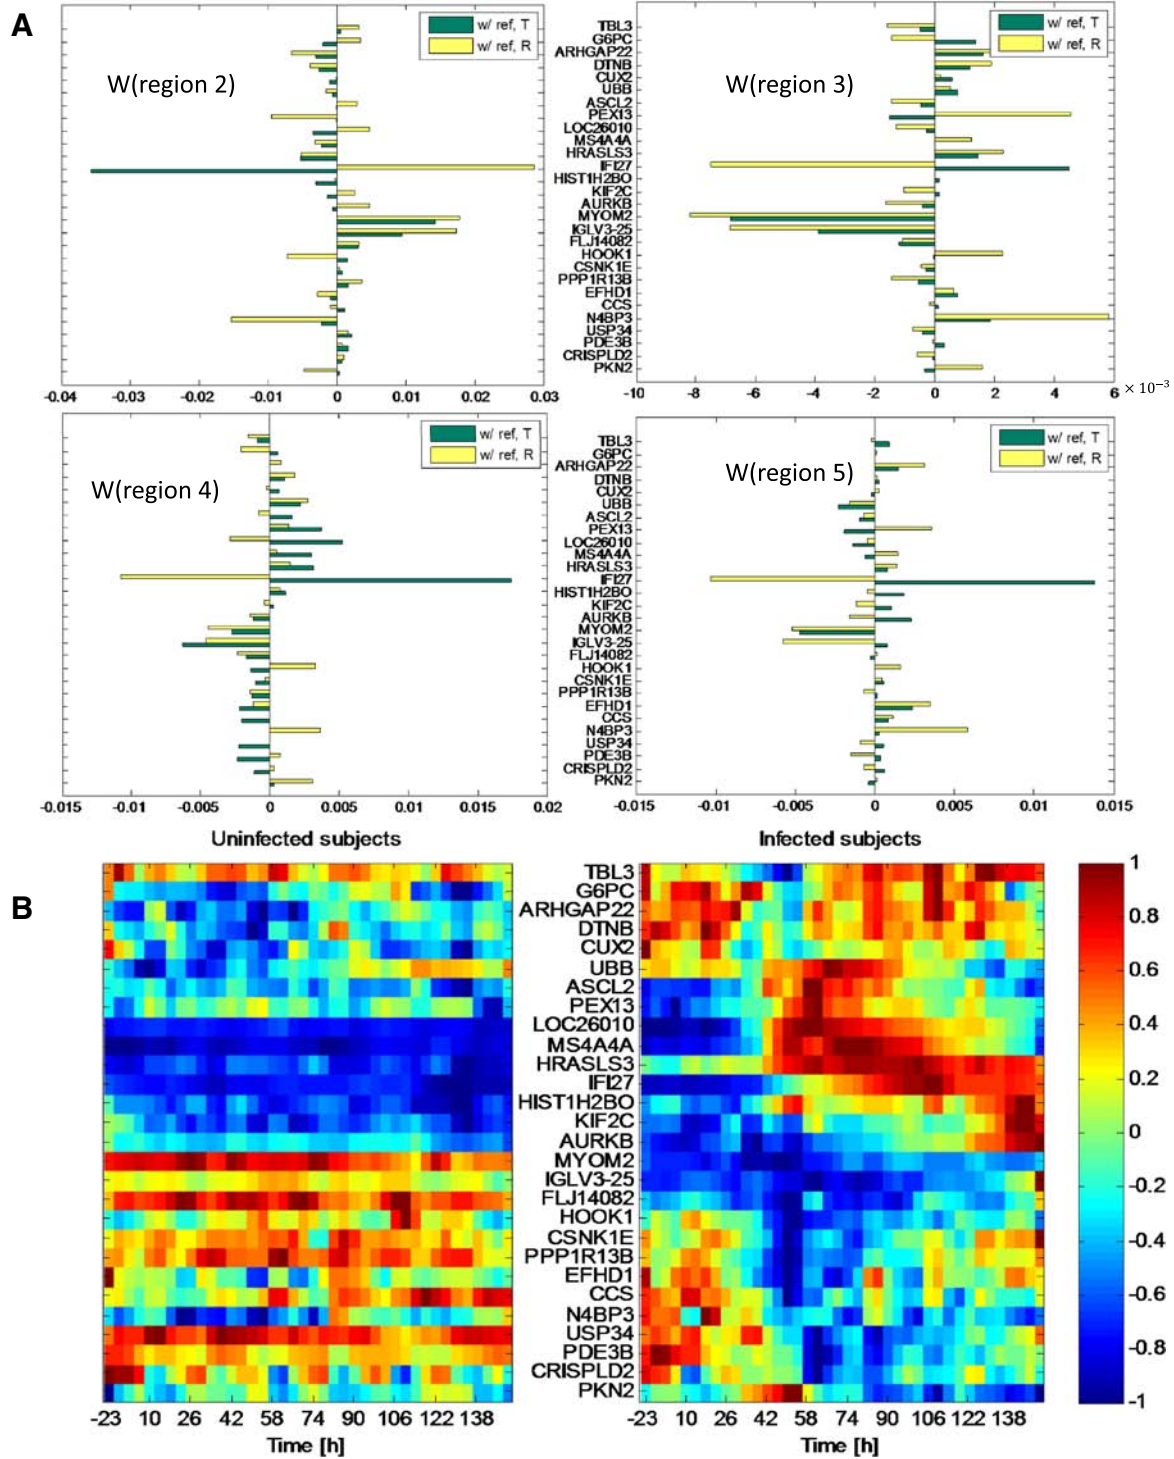 A
W(region 2)
w/ ref, T
w/ ref, R
-0.04 -0.03 -0.02 -0.01 0 0.01 0.02 0.03
TBL3
G6PC
ARHGAP22
DTNB
CUX2
UBB
ASCL2
PEX13
LOC26010
MS4A4A
HRASLS3
IFI27
HIST1H2BO
KIF2C
AURKB
MYOM2
IGLV3-25
FLJ14082
HOOK1
CSNK1E
PPP1R13B
EFHD1
CCS
N4BP3
USP34
PDE3B
CRISPLD2
PKN2
W(region 3)
w/ ref, T
w/ ref, R
-10 -8 -6 -4 -2 0 2 4 6 × 10⁻³
W(region 4)
w/ ref, T
w/ ref, R
-0.015 -0.01 -0.005 0 0.005 0.01 0.015 0.02
TBL3
G6PC
ARHGAP22
DTNB
CUX2
UBB
ASCL2
PEX13
LOC26010
MS4A4A
HRASLS3
IFI27
HIST1H2BO
KIF2C
AURKB
MYOM2
IGLV3-25
FLJ14082
HOOK1
CSNK1E
PPP1R13B
EFHD1
CCS
N4BP3
USP34
PDE3B
CRISPLD2
PKN2
W(region 5)
w/ ref, T
w/ ref, R
-0.015 -0.01 -0.005 0 0.005 0.01 0.015
B
Uninfected subjects
-23 10 26 42 58 74 90 106 122 138
Time [h]
TBL3
G6PC
ARHGAP22
DTNB
CUX2
UBB
ASCL2
PEX13
LOC26010
MS4A4A
HRASLS3
IFI27
HIST1H2BO
KIF2C
AURKB
MYOM2
IGLV3-25
FLJ14082
HOOK1
CSNK1E
PPP1R13B
EFHD1
CCS
N4BP3
USP34
PDE3B
CRISPLD2
PKN2
Infected subjects
-23 10 26 42 58 74 90 106 122 138
Time [h]
1
0.8
0.6
0.4
0.2
0
-0.2
-0.4
-0.6
-0.8
-1